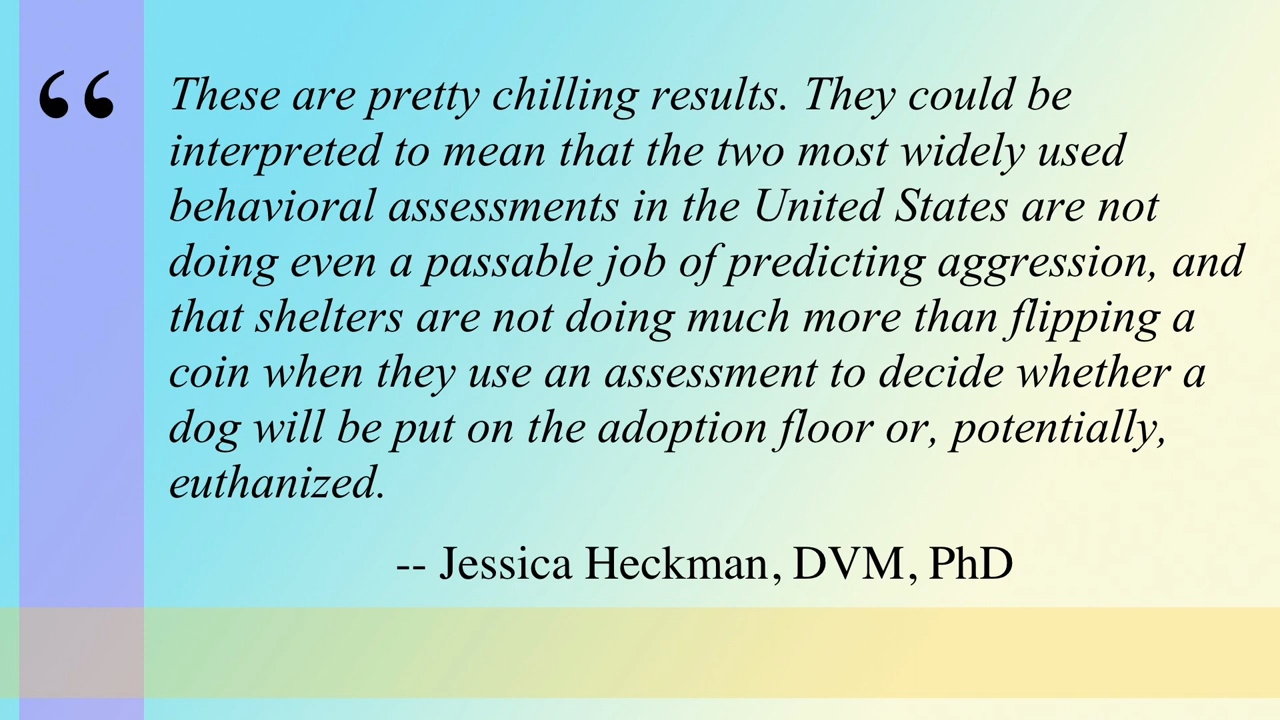 “
These are pretty chilling results. They could be
interpreted to mean that the two most widely used
behavioral assessments in the United States are not
doing even a passable job of predicting aggression, and
that shelters are not doing much more than flipping a
coin when they use an assessment to decide whether a
dog will be put on the adoption floor or, potentially,
euthanized.
-- Jessica Heckman, DVM, PhD